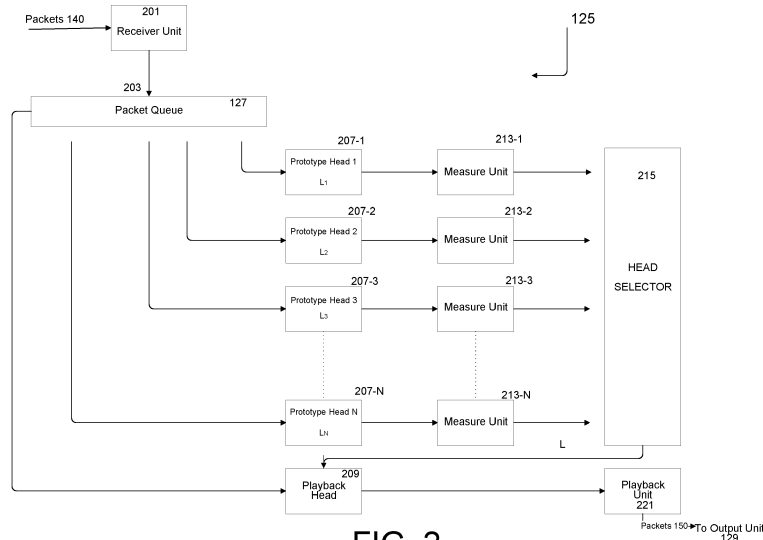 Packets 140
201
Receiver Unit
125
203
127
Packet Queue
207-1
Prototype Head 1
L1
213-1
Measure Unit
215
HEAD
SELECTOR
207-2
Prototype Head 2
L2
213-2
Measure Unit
207-3
Prototype Head 3
L3
213-3
Measure Unit
207-N
Prototype Head N
LN
213-N
Measure Unit
L
209
Playback
Head
Playback
Unit
221
Packets 150
To Output Unit
129
FIG. 2